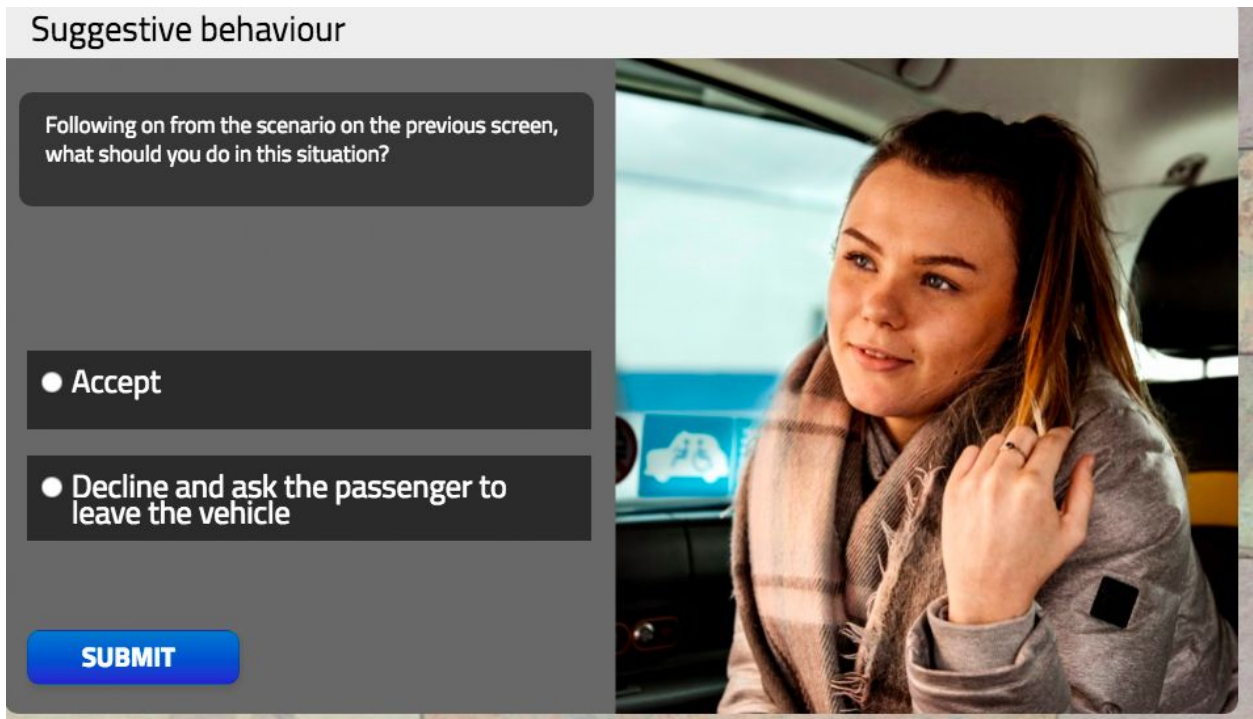 Suggestive behaviour
Following on from the scenario on the previous screen,
what should you do in this situation?
Accept
Decline and ask the passenger to
leave the vehicle
SUBMIT